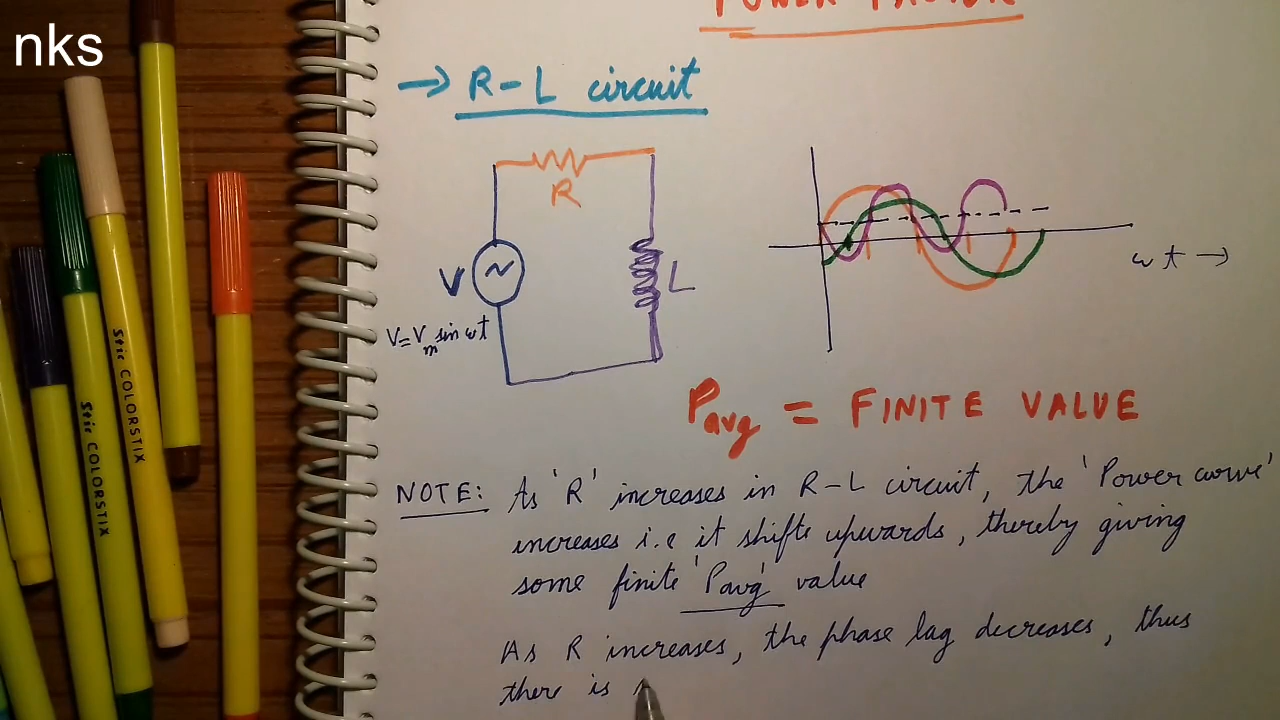 nks
POWER FACTOR
→ R-L circuit
R
V
L
V=Vm sin ωt
ωt →
Pavg = FINITE VALUE
NOTE: As 'R' increases in R-L circuit, the 'Power curve'
increases i.e it shifts upwards, thereby giving
some finite 'Pavg' value
As R increases, the phase lag decreases, thus
there is
Stic COLORSTIX
Stic COLORSTIX